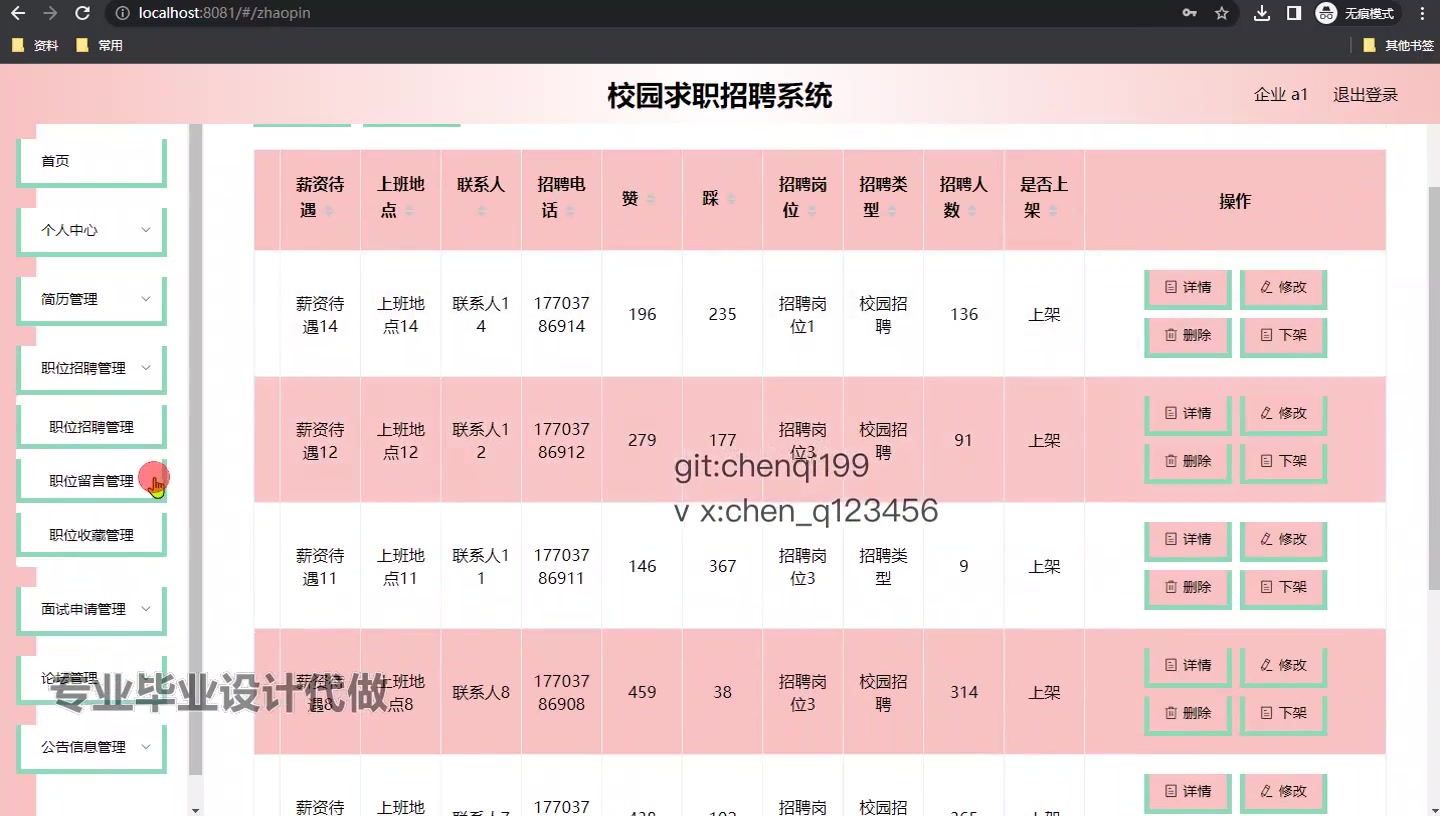 localhost:8081/#/zhaopin
无痕模式
资料
常用
其他书签
校园求职招聘系统
企业 a1
退出登录
首页
个人中心
简历管理
职位招聘管理
职位招聘管理
职位留言管理
职位收藏管理
面试申请管理
论坛管理
公告信息管理
薪资待遇
上班地点
联系人
招聘电话
赞
踩
招聘岗位
招聘类型
招聘人数
是否上架
操作
薪资待遇14
上班地点14
联系人14
17703786914
196
235
招聘岗位1
校园招聘
136
上架
详情
修改
删除
下架
薪资待遇12
上班地点12
联系人12
17703786912
279
177
招聘岗位3
校园招聘
91
上架
详情
修改
删除
下架
git:chenqi199
v x:chen_q123456
薪资待遇11
上班地点11
联系人11
17703786911
146
367
招聘岗位3
招聘类型
9
上架
详情
修改
删除
下架
薪资待遇8
上班地点8
联系人8
17703786908
459
38
招聘岗位3
校园招聘
314
上架
详情
修改
删除
下架
专业毕业设计代做
薪资待
上班地
177037
招聘岗
校园招
详情
修改